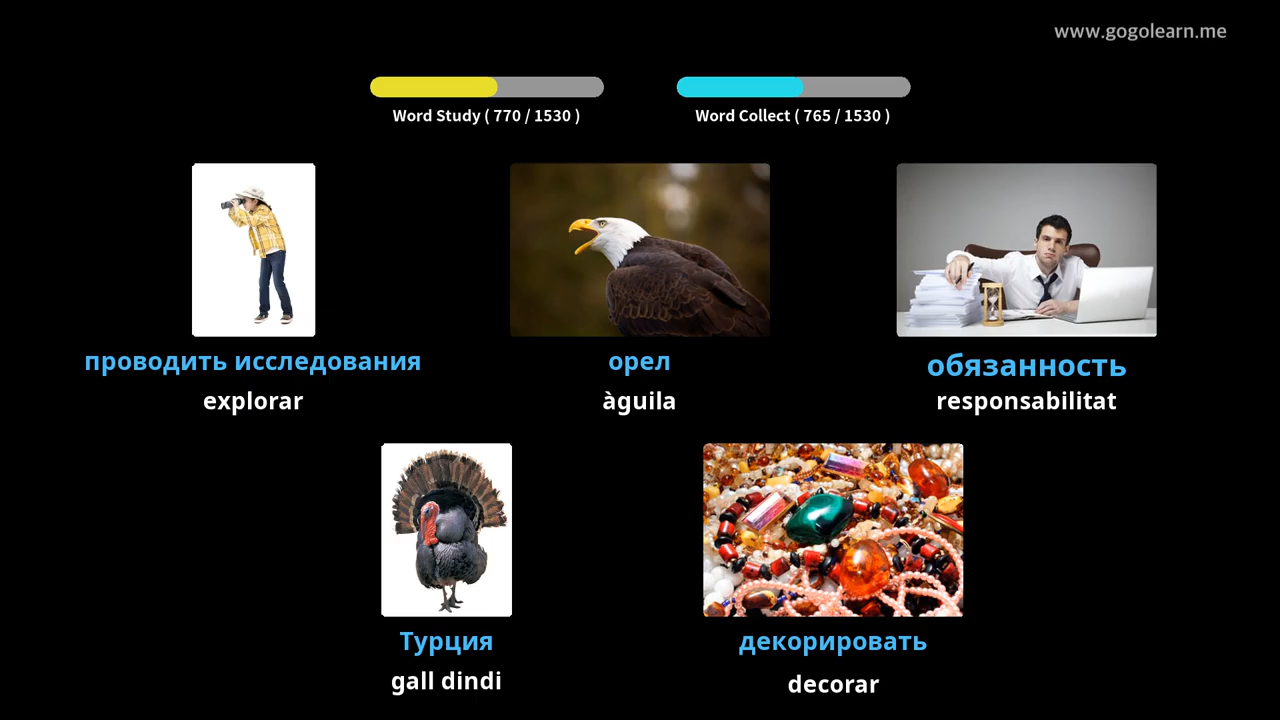 www.gogolearn.me
Word Study ( 770 / 1530 )
Word Collect ( 765 / 1530 )
проводить исследования
explorar
орел
àguila
обязанность
responsabilitat
Турция
gall dindi
декорировать
decorar